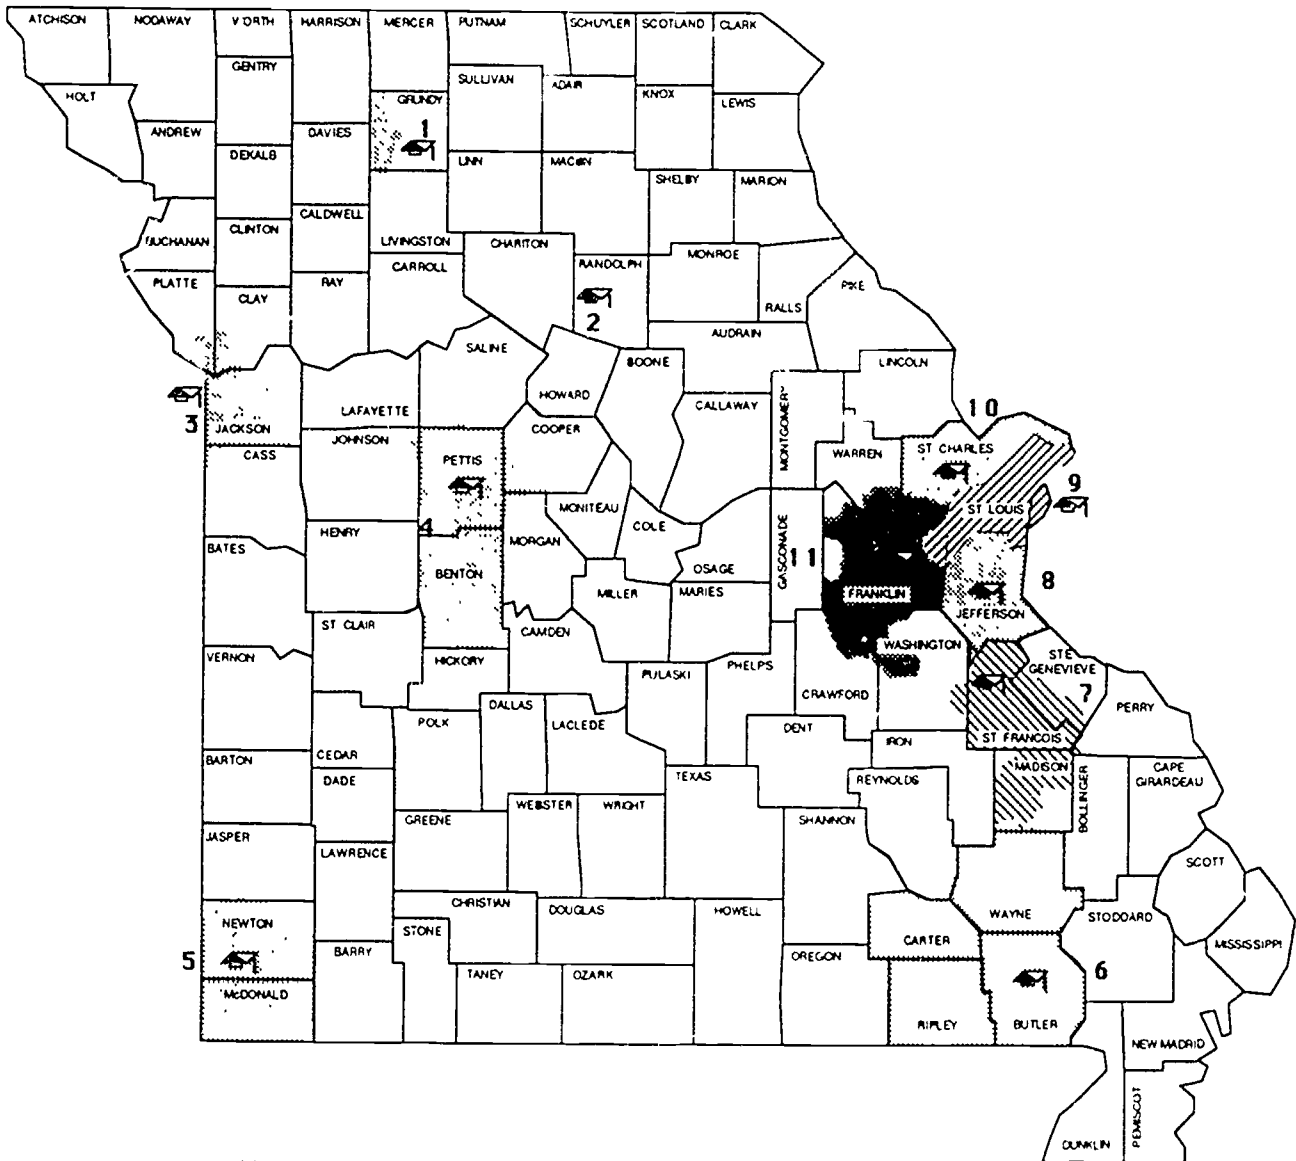 ATCHISON
NODAWAY
WORTH
HARRISON
MERCER
PUTNAM
SCHUYLER
SCOTLAND
CLARK
GENTRY
SULLIVAN
ADAIR
HOLT
GRUNDY
KNOX
LEWIS
ANDREW
DAVIES
1
DEKALB
LINN
MACON
SHELBY
MARION
CALDWELL
CLINTON
BUCHANAN
LIVINGSTON
CHARITON
MONROE
CARROLL
RANDOLPH
PLATTE
RAY
PIKE
CLAY
RALLS
2
AUDRAIN
SALINE
BOONE
LINCOLN
HOWARD
LAFAYETTE
CALLAWAY
10
3
JACKSON
COOPER
MONTGOMERY
JOHNSON
CASS
PETTIS
WARREN
ST CHARLES
9
MONITEAU
ST LOUIS
4
COLE
HENRY
MORGAN
GASCONADE
11
BATES
OSAGE
8
BENTON
MILLER
MARIES
FRANKLIN
JEFFERSON
ST CLAIR
CAMDEN
WASHINGTON
VERNON
HICKORY
PHELPS
STE
GENEVIEVE
PULASKI
7
CRAWFORD
DALLAS
PERRY
POLK
LACLEDE
DENT
IRON
ST FRANCOIS
BARTON
CEDAR
MADISON
CAPE
GIRARDEAU
DADE
TEXAS
REYNOLDS
BOLLINGER
WEBSTER
WRIGHT
GREENE
SHANNON
JASPER
LAWRENCE
SCOTT
CHRISTIAN
DOUGLAS
HOWELL
WAYNE
STODDARD
NEWTON
STONE
CARTER
MISSISSIPPI
BARRY
OREGON
5
TANEY
OZARK
6
McDONALD
RIPLEY
BUTLER
NEW MADRID
PEMISCOT
DUNKLIN